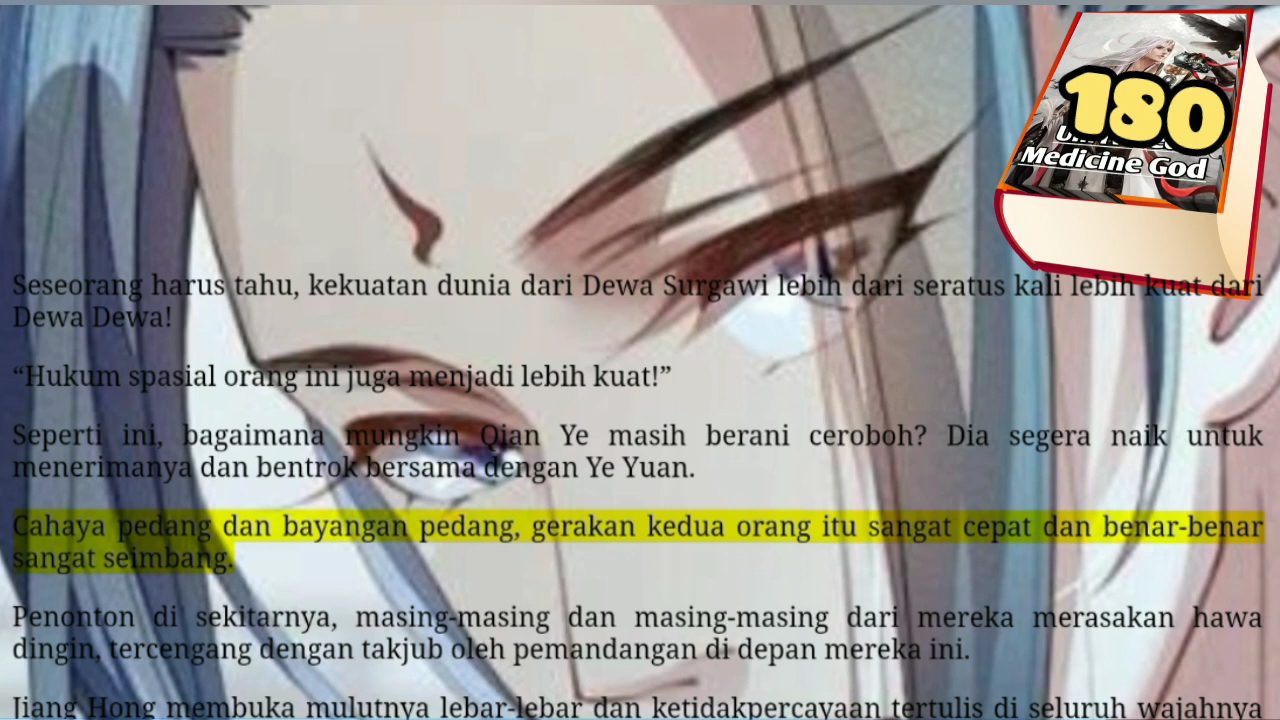 180
Medicine God
Seseorang harus tahu, kekuatan dunia dari Dewa Surgawi lebih dari seratus kali lebih kuat dari
Dewa Dewa!
“Hukum spasial orang ini juga menjadi lebih kuat!”
Seperti ini, bagaimana mungkin Qian Ye masih berani ceroboh? Dia segera naik untuk
menerimanya dan bentrok bersama dengan Ye Yuan.
Cahaya pedang dan bayangan pedang, gerakan kedua orang itu sangat cepat dan benar-benar
sangat seimbang.
Penonton di sekitarnya, masing-masing dan masing-masing dari mereka merasakan hawa
dingin, tercengang dengan takjub oleh pemandangan di depan mereka ini.
Jiang Hong membuka mulutnya lebar-lebar dan ketidakpercayaan tertulis di seluruh wajahnya